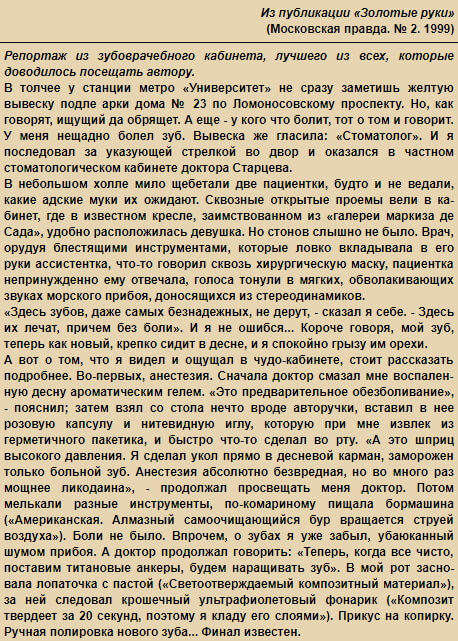 Из публикации «Золотые руки»
(Московская правда. № 2. 1999)
Репортаж из зубоврачебного кабинета, лучшего из всех, которые
доводилось посещать автору.
В толчее у станции метро «Университет» не сразу заметишь желтую
вывеску подле арки дома № 23 по Ломоносовскому проспекту. Но, как
говорят, ищущий да обрящет. А еще - у кого что болит, тот о том и говорит.
У меня нещадно болел зуб. Вывеска же гласила: «Стоматолог». И я
последовал за указующей стрелкой во двор и оказался в частном
стоматологическом кабинете доктора Старцева.
В небольшом холле мило щебетали две пациентки, будто и не ведали,
какие адские муки их ожидают. Сквозные открытые проемы вели в ка-
бинет, где в известном кресле, заимствованном из «галереи маркиза де
Сада», удобно расположилась девушка. Но стонов слышно не было. Врач,
орудуя блестящими инструментами, которые ловко вкладывала в его
руки ассистентка, что-то говорил сквозь хирургическую маску, пациентка
непринужденно ему отвечала, голоса тонули в мягких, обволакивающих
звуках морского прибоя, доносящихся из стереодинамиков.
«Здесь зубов, даже самых безнадежных, не дерут, - сказал я себе. - Здесь
их лечат, причем без боли». И я не ошибся... Короче говоря, мой зуб,
теперь как новый, крепко сидит в десне, и я спокойно грызу им орехи.
А вот о том, что я видел и ощущал в чудо-кабинете, стоит рассказать
подробнее. Во-первых, анестезия. Сначала доктор смазал мне воспален-
ную десну ароматическим гелем. «Это предварительное обезболивание»,
- пояснил; затем взял со стола нечто вроде авторучки, вставил в нее
розовую капсулу и нитевидную иглу, которую при мне извлек из
герметичного пакетика, и быстро что-то сделал во рту. «А это шприц
высокого давления. Я сделал укол прямо в десневой карман, заморожен
только больной зуб. Анестезия абсолютно безвредная, но во много раз
мощнее ликодаина», - продолжал просвещать меня доктор. Потом
мелькали разные инструменты, по-комариному пищала бормашина
(«Американская. Алмазный самоочищающийся бур вращается струей
воздуха»). Боли не было. Впрочем, о зубах я уже забыл, убаюканный
шумом прибоя. А доктор продолжал говорить: «Теперь, когда все чисто,
поставим титановые анкеры, будем наращивать зуб». В мой рот засно-
вала лопаточка с пастой («Светоотверждаемый композитный материал»),
за ней следовал крошечный ультрафиолетовый фонарик («Композит
твердеет за 20 секунд, поэтому я кладу его слоями»). Прикус на копирку.
Ручная полировка нового зуба... Финал известен.